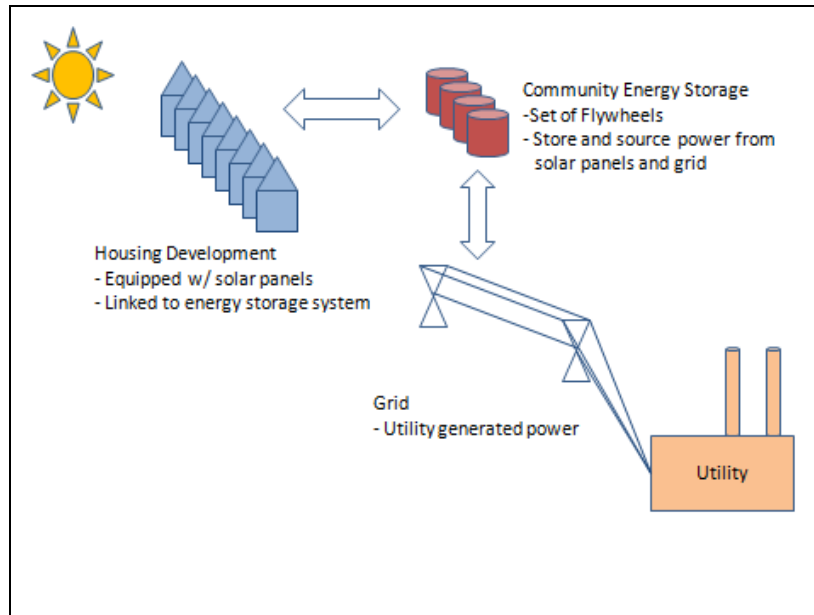 Community Energy Storage
-Set of Flywheels
- Store and source power from
solar panels and grid
Housing Development
- Equipped w/ solar panels
- Linked to energy storage system
Grid
- Utility generated power
Utility